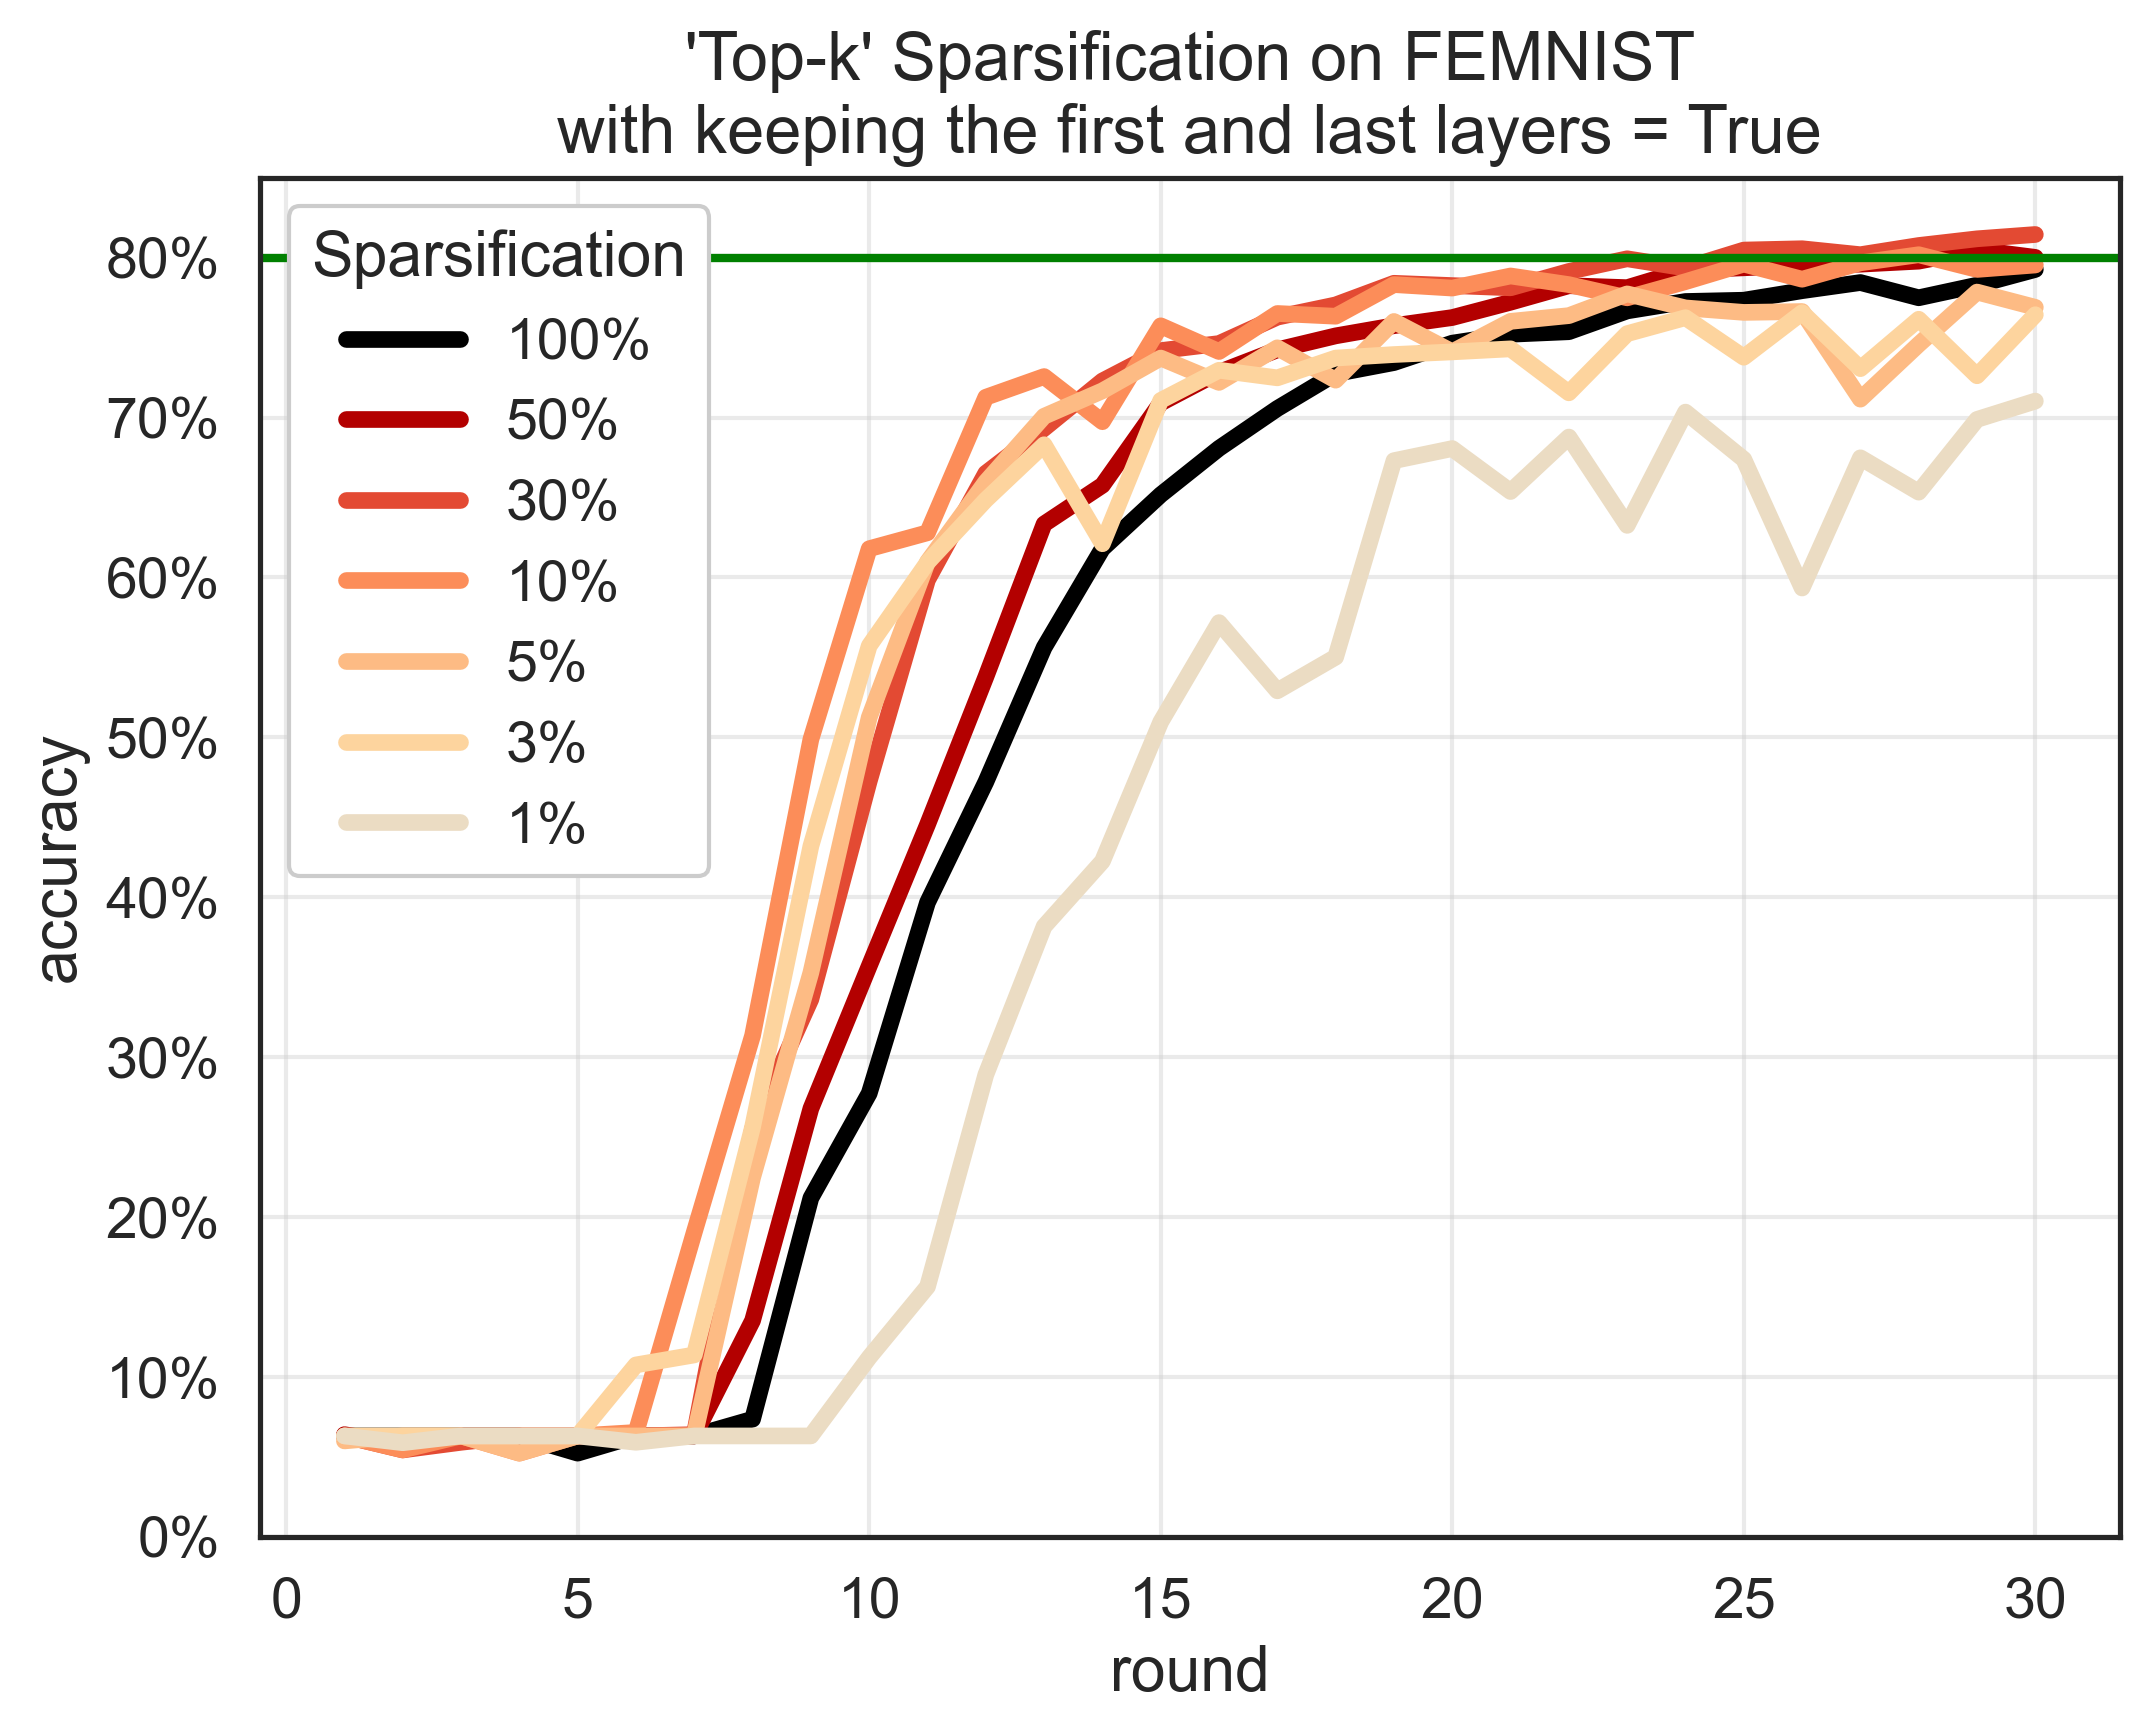 'Top-k' Sparsification on FEMNIST
with keeping the first and last layers = True
Sparsification
100%
50%
30%
10%
5%
3%
1%
accuracy
80%
70%
60%
50%
40%
30%
20%
10%
0%
0 5 10 15 20 25 30
round